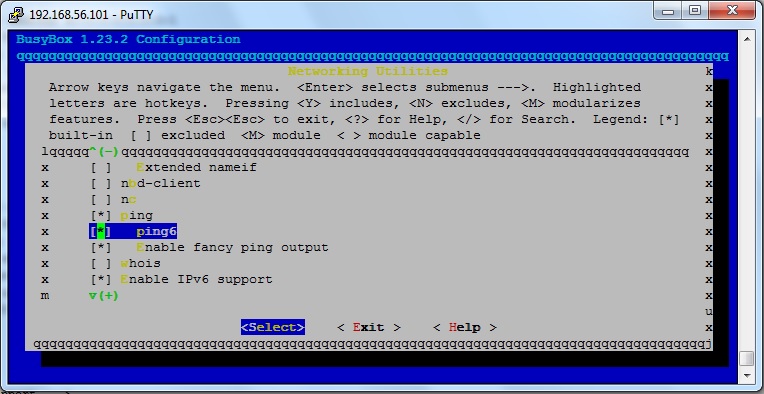 192.168.56.101 - PuTTY
BusyBox 1.23.2 Configuration
qqqqqqqqqqqqqqqqqqqqqqqqqqqqqqqqqqqqqqqqqqqqqqqqqqqqqqqqqqqqqqqqqqqqqqqqqqqqqqqqqqqqqqqqq
Networking Utilities k
Arrow keys navigate the menu. <Enter> selects submenus --->. Highlighted x
letters are hotkeys. Pressing <Y> includes, <N> excludes, <M> modularizes x
features. Press <Esc><Esc> to exit, <?> for Help, </> for Search. Legend: [*] x
built-in [ ] excluded <M> module < > module capable x
lqqqqq^(-)qqqqqqqqqqqqqqqqqqqqqqqqqqqqqqqqqqqqqqqqqqqqqqqqqqqqqqqqqqqqqqqqqqqqqqq x
x [ ] Extended nameif x
x [ ] nbd-client x
x [ ] nc x
x [*] ping x
x [*] ping6 x
x [*] Enable fancy ping output x
x [ ] whois x
x [*] Enable IPv6 support x
m v(+) x
u
<Select> < Exit > < Help > x
qqqqqqqqqqqqqqqqqqqqqqqqqqqqqqqqqqqqqqqqqqqqqqqqqqqqqqqqqqqqqqqqqqqqqqqqqqqqqqqqqqqqj